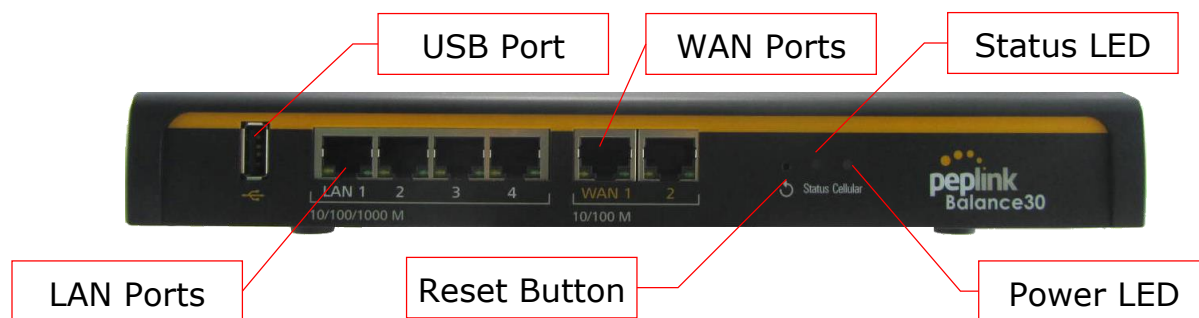 USB Port
WAN Ports
Status LED
LAN 1 2 3 4
10/100/1000 M
WAN 1 2
10/100 M
Status Cellular
peplink
Balance30
LAN Ports
Reset Button
Power LED